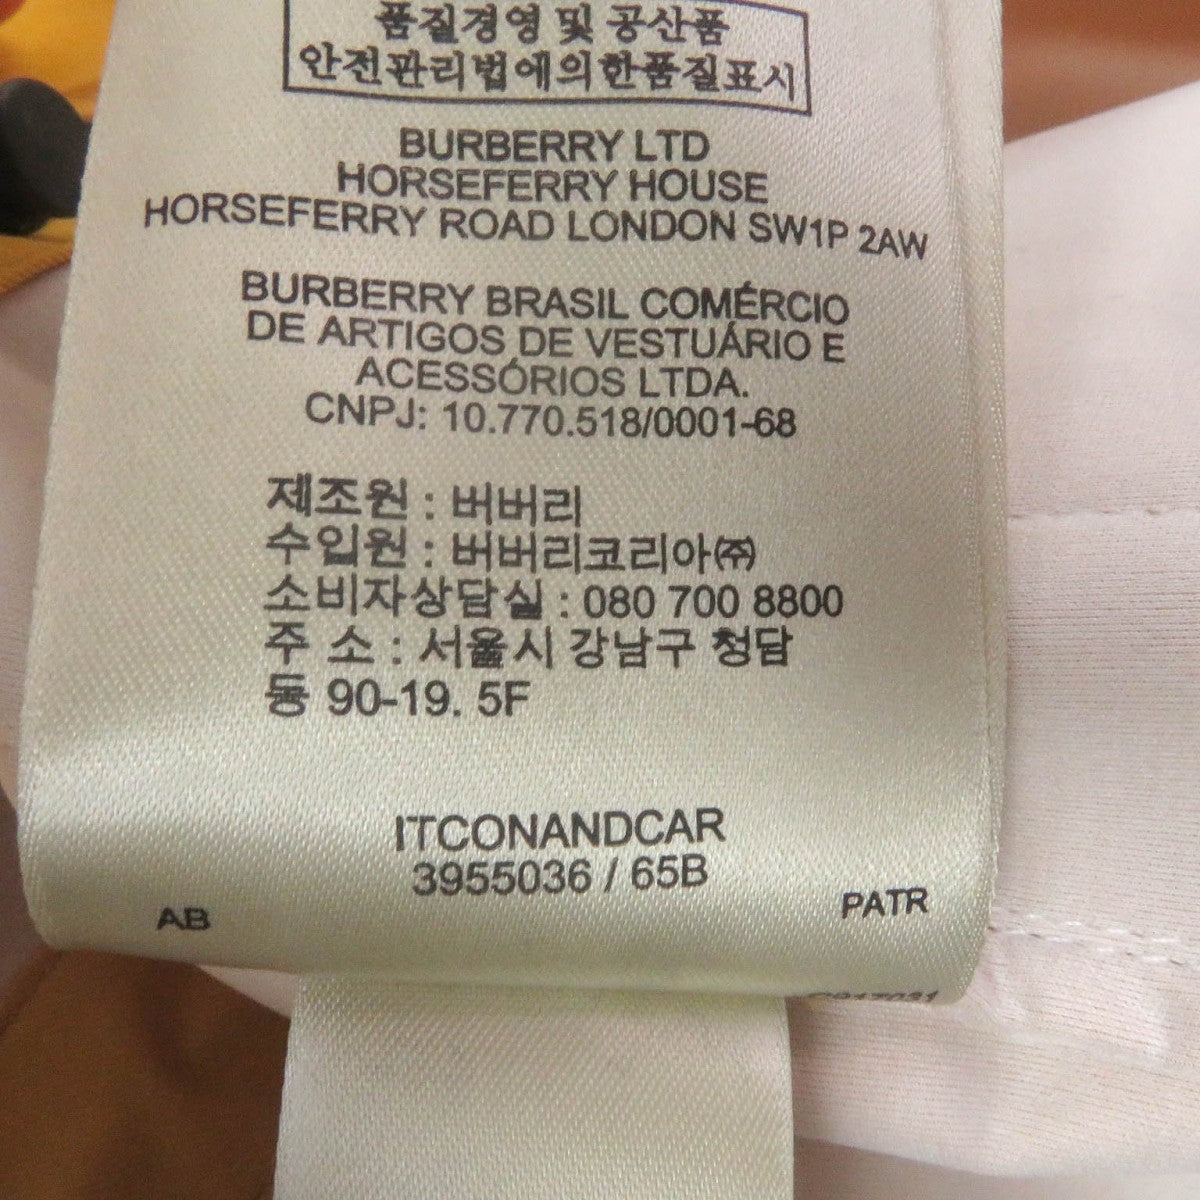 품질경영 및 공산품
안전관리법에의한품질표시
BURBERRY LTD
HORSEFERRY HOUSE
HORSEFERRY ROAD LONDON SW1P 2AW
BURBERRY BRASIL COMÉRCIO
DE ARTIGOS DE VESTUÁRIO E
ACESSÓRIOS LTDA.
CNPJ: 10.770.518/0001-68
제조원 : 버버리
수입원 : 버버리코리아㈜
소비자상담실 : 080 700 8800
주 소 : 서울시 강남구 청담
동 90-19. 5F
ITCONANDCAR
3955036 / 65B
AB
PATR